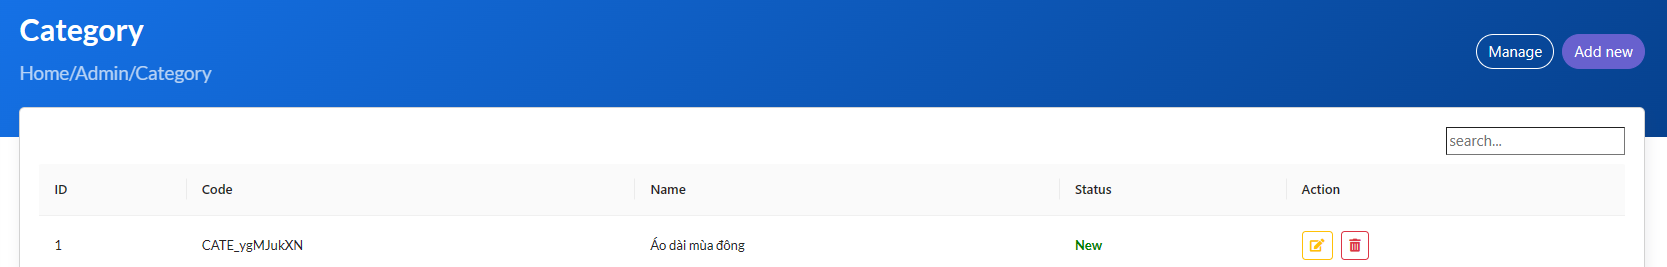 Category
Home/Admin/Category
Manage Add new
search...
ID Code Name Status Action
1 CATE_ygMJukXN Áo dài mùa đông New